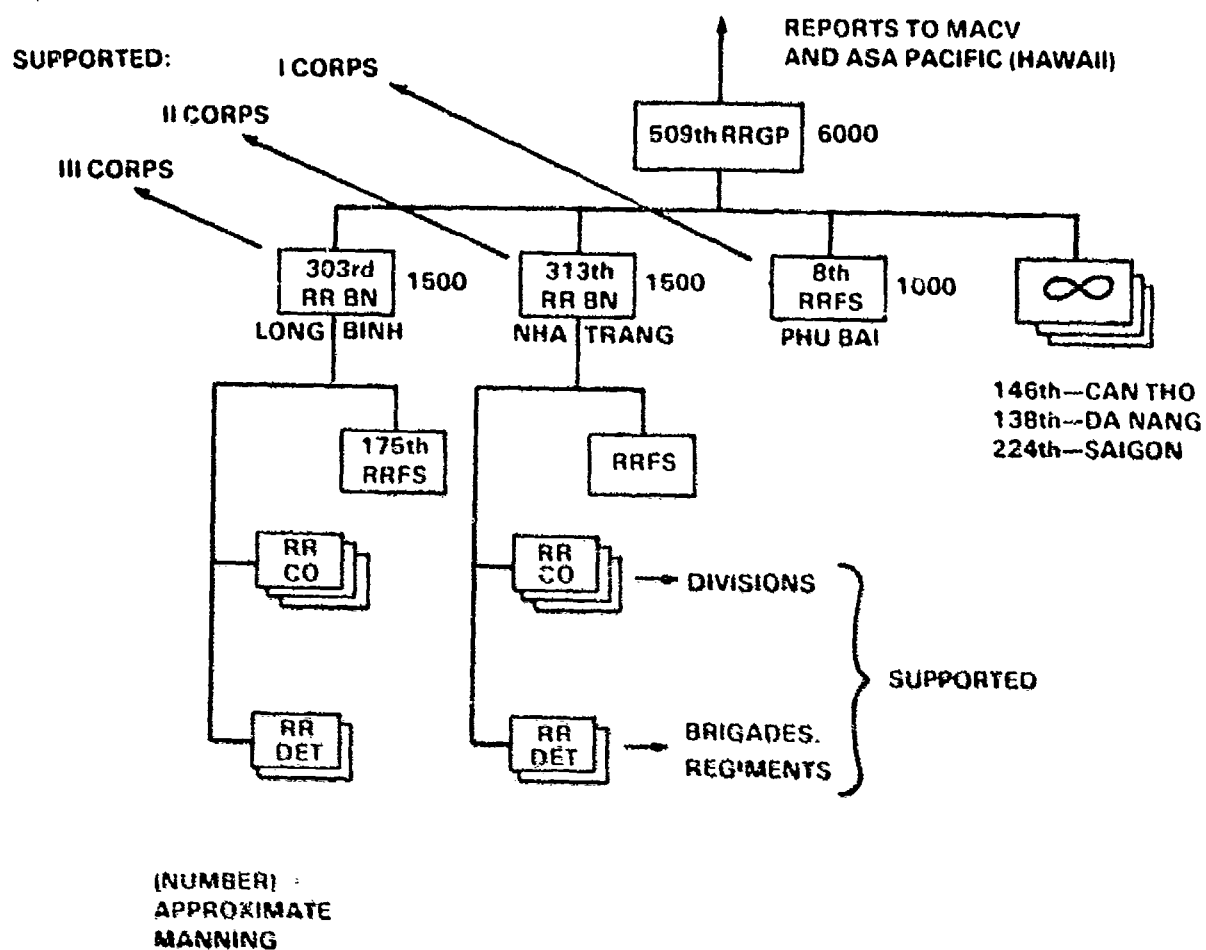 REPORTS TO MACV
AND ASA PACIFIC (HAWAII)
SUPPORTED:
I CORPS
II CORPS
III CORPS
509th RRGP
6000
303rd
RR BN
1500
LONG BINH
313th
RR BN
1500
NHA TRANG
8th
RRFS
1000
PHU BAI
∞
146th—CAN THO
138th—DA NANG
224th—SAIGON
175th
RRFS
RRFS
RR
CO
RR
CO
DIVISIONS
SUPPORTED
RR
DET
RR
DET
BRIGADES.
REGIMENTS
(NUMBER)
APPROXIMATE
MANNING